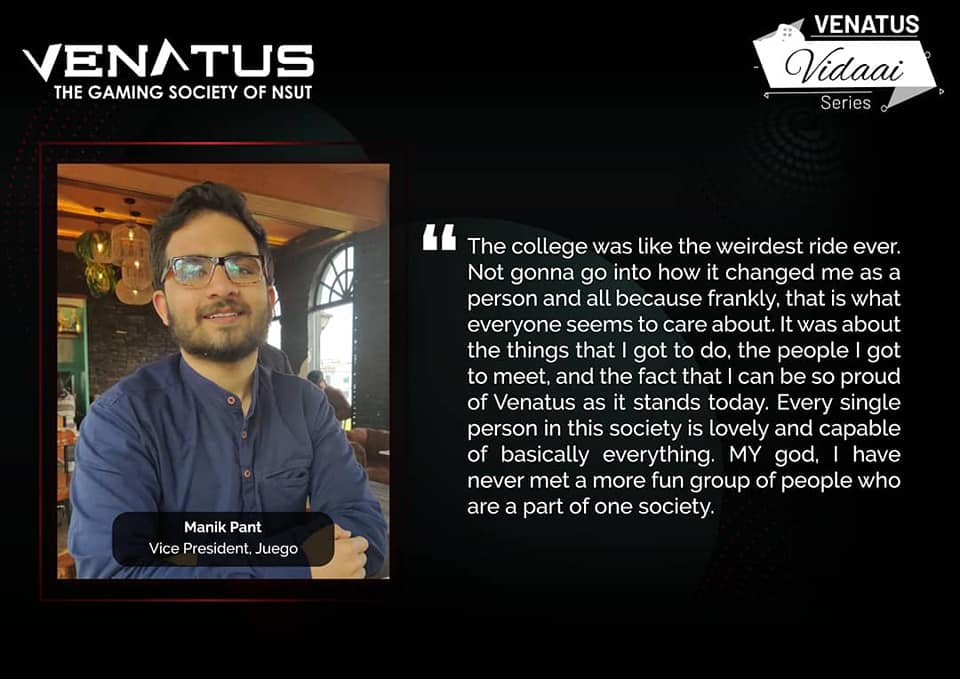 VENATUS
THE GAMING SOCIETY OF NSUT
VENATUS
Vidaai
Series
Manik Pant
Vice President, Juego
“
The college was like the weirdest ride ever.
Not gonna go into how it changed me as a
person and all because frankly, that is what
everyone seems to care about. It was about
the things that I got to do, the people I got
to meet, and the fact that I can be so proud
of Venatus as it stands today. Every single
person in this society is lovely and capable
of basically everything. MY god, I have
never met a more fun group of people who
are a part of one society.